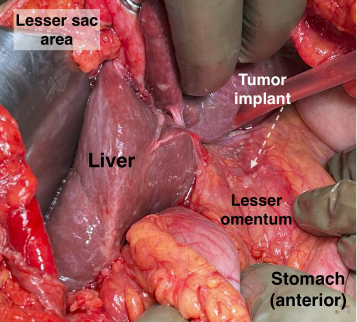 Lesser sac
area
Tumor
implant
Liver
Lesser
omentum
Stomach
(anterior)